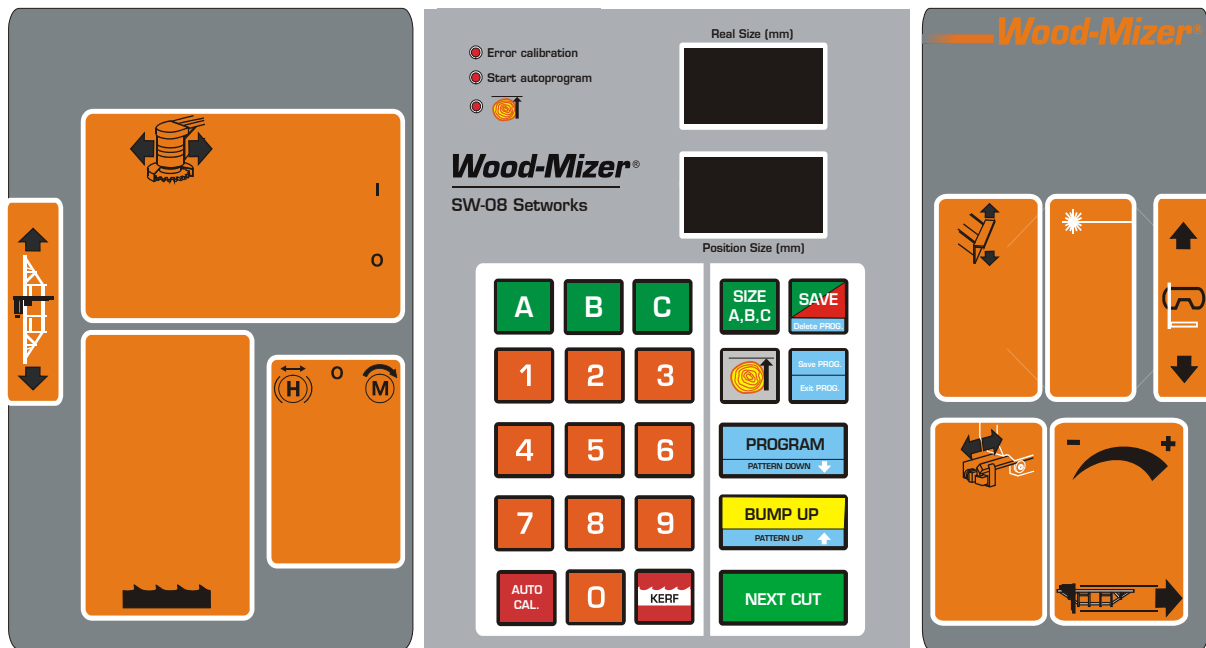 I
O
H
O
M
Error calibration
Start autoprogram
Wood-Mizer®
SW-08 Setworks
Real Size (mm)
Position Size (mm)
A B C
1 2 3
4 5 6
7 8 9
AUTO
CAL.
0
KERF
SIZE
A,B,C
SAVE
Delete PROG.
Save PROG.
Exit PROG.
PROGRAM
PATTERN DOWN
BUMP UP
PATTERN UP
NEXT CUT
Wood-Mizer®
- +